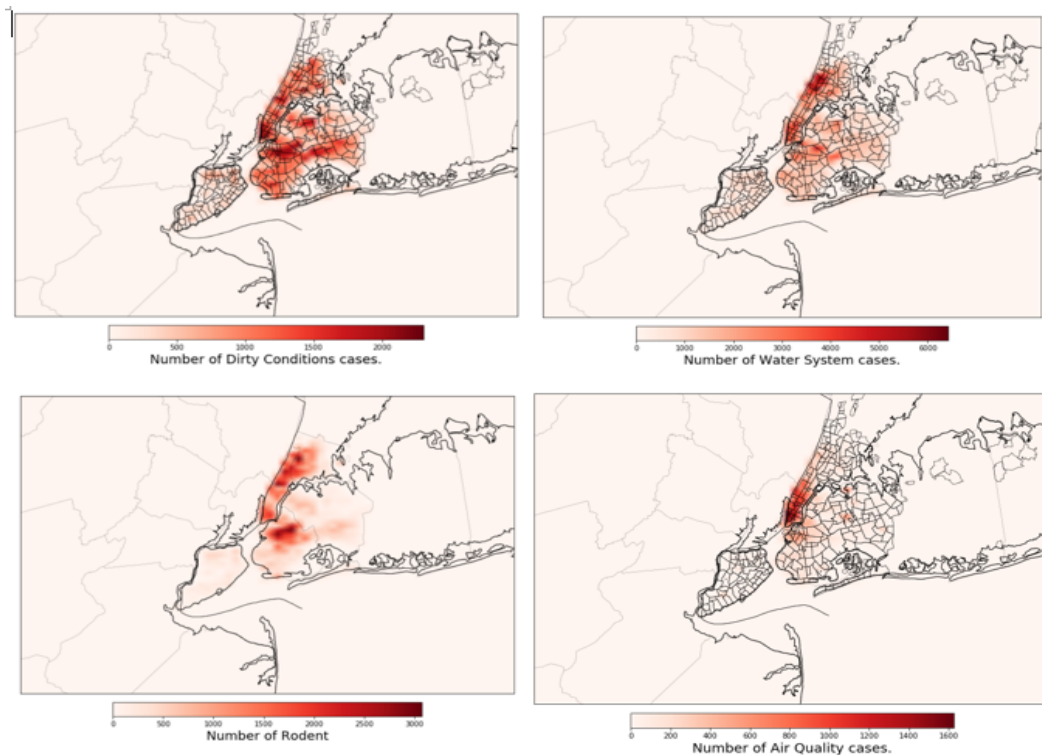 0 500 1000 1500 2000
Number of Dirty Conditions cases.
0 1000 2000 3000 4000 5000 6000
Number of Water System cases.
0 500 1000 1500 2000 2500 3000
Number of Rodent
0 200 400 600 800 1000 1200 1400 1600
Number of Air Quality cases.